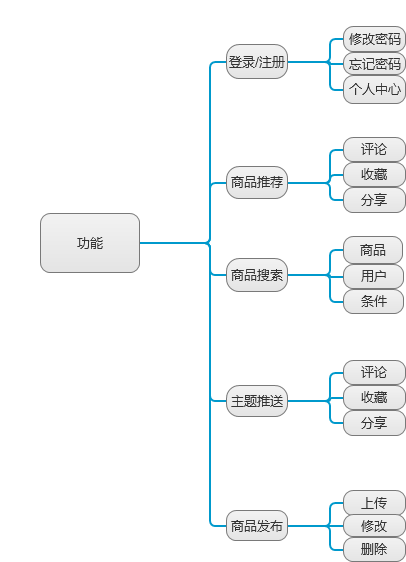 功能
登录/注册
修改密码
忘记密码
个人中心
商品推荐
评论
收藏
分享
商品搜索
商品
用户
条件
主题推送
评论
收藏
分享
商品发布
上传
修改
删除